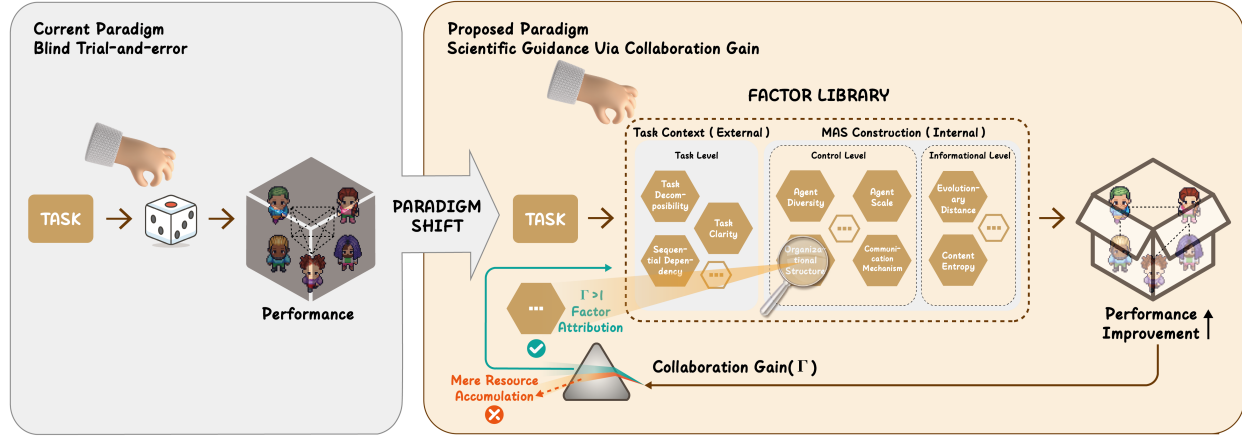 Current Paradigm
Blind Trial-and-error
TASK
Performance
PARADIGM
SHIFT
Proposed Paradigm
Scientific Guidance Via Collaboration Gain
FACTOR LIBRARY
Task Context ( External )
MAS Construction ( Internal )
Task Level
Control Level
Informational Level
TASK
Task
Decom-
posibility
Task
Clarity
Sequen-
tial Depen-
dency
...
Agent
Diversity
Agent
Scale
...
Organiza-
tional
Structure
Communi-
cation
Mechanism
Evolution-
ary
Distance
...
Content
Entropy
...
Γ>1
Factor
Attribution
Mere Resource
Accumulation
Collaboration Gain( Γ )
Performance
Improvement